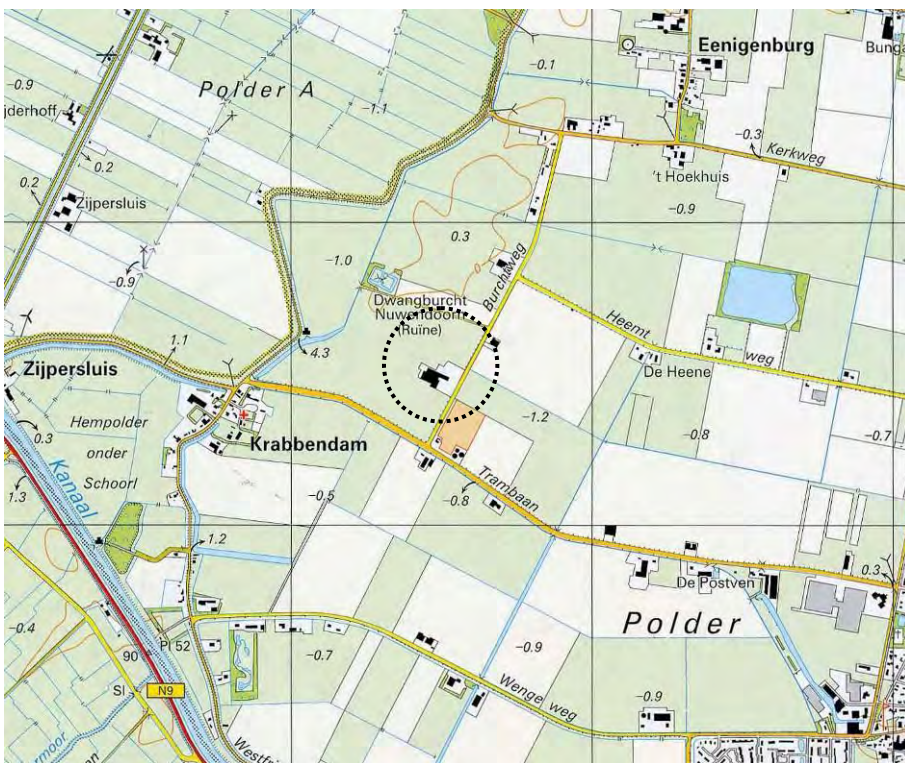 Eenigenburg
Bunga
-0.1
-0.9
Polder A
-1.1
jderhoff
0.2
0.2
-0.3
Kerkweg
't Hoekhuis
Zijpersluis
-0.9
0.3
-1.0
-0.9
Burchtweg
Dwangburcht
Nuwendoorn
(Ruïne)
Heemt
weg
4.3
1.1
De Heene
Zijpersluis
-1.2
Hempolder
onder
Schoorl
0.3
Krabbendam
-0.8
-0.7
Kanaal
1.3
-0.5
-0.8
Trambaan
1.2
0.3
De Postven
Polder
-0.4
Pl 52
-0.7
-0.9
90
Sl
N9
Wenge weg
-0.9
rmoor
Westfri